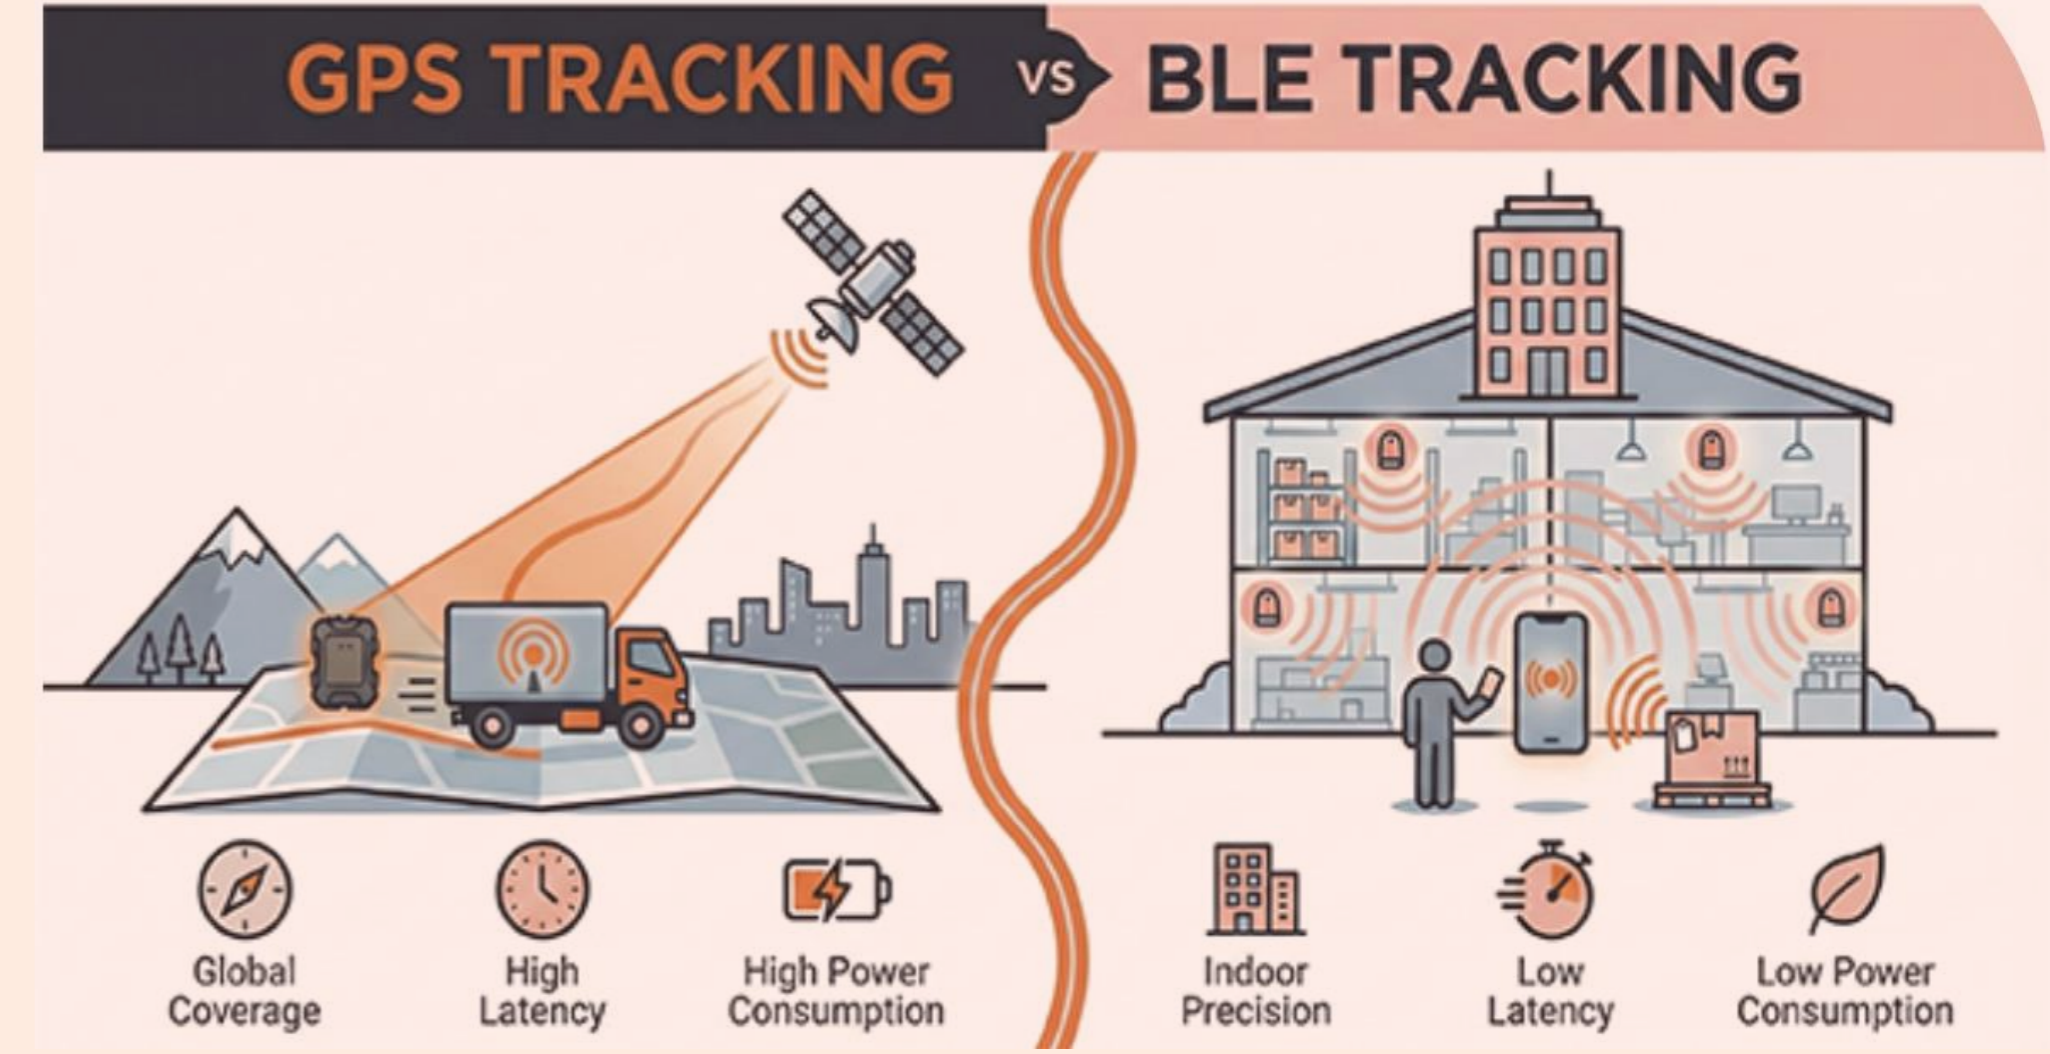 GPS TRACKING VS BLE TRACKING
Global
Coverage
High
Latency
High Power
Consumption
Indoor
Precision
Low
Latency
Low Power
Consumption